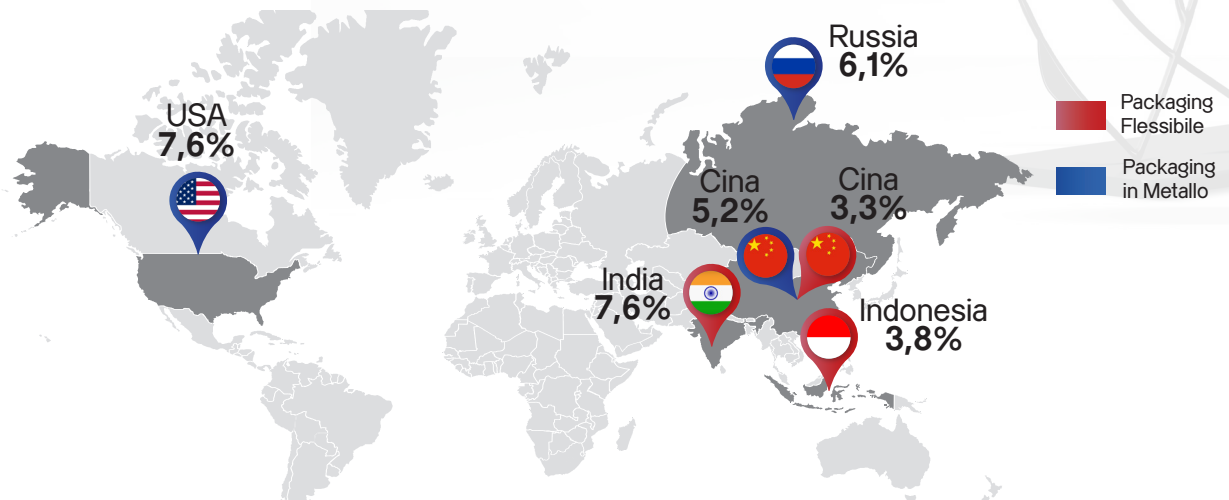 Russia
6,1%
USA
7,6%
Packaging
Flessibile
Packaging
in Metallo
Cina
5,2%
Cina
3,3%
India
7,6%
Indonesia
3,8%